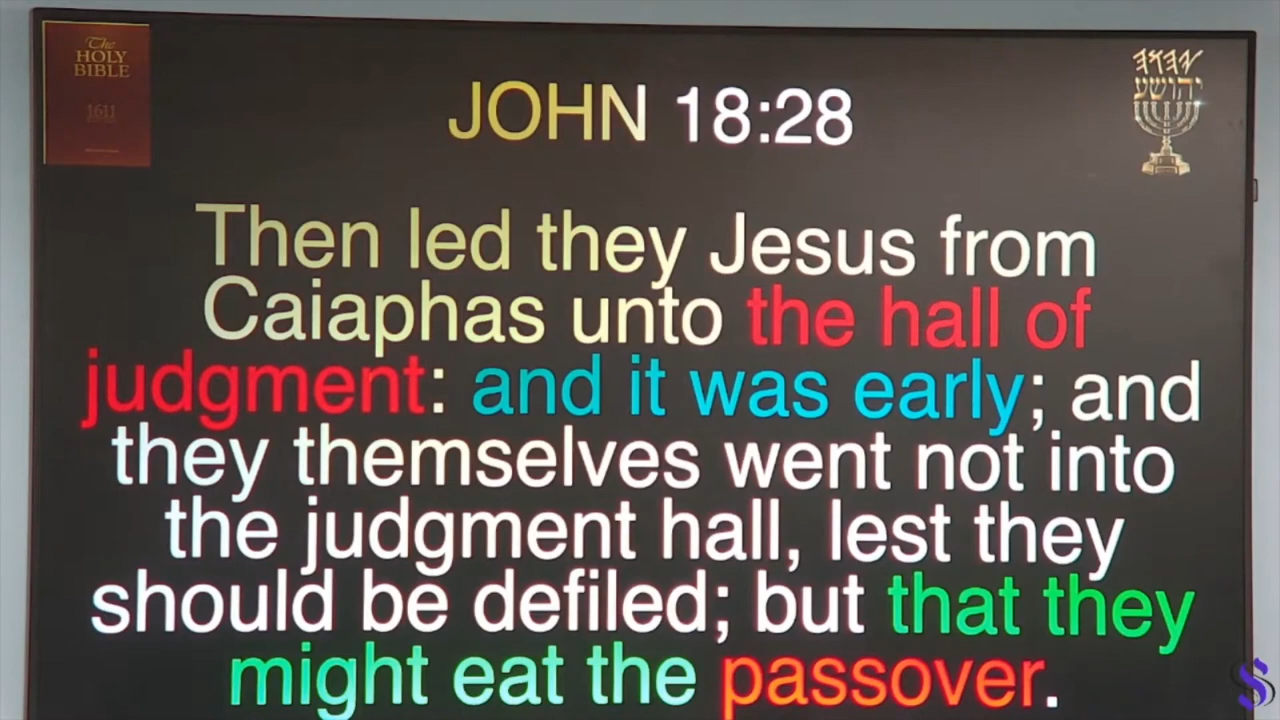 The
HOLY
BIBLE
1611
JOHN 18:28
𐤉𐤄𐤅𐤄
יהושע
Then led they Jesus from
Caiaphas unto the hall of
judgment: and it was early; and
they themselves went not into
the judgment hall, lest they
should be defiled; but that they
might eat the passover.